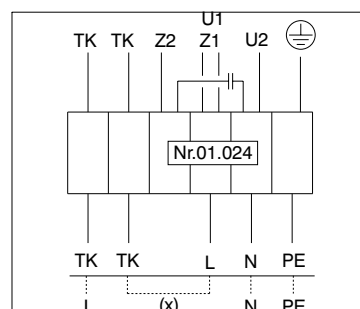 U1
TK TK Z2 Z1 U2
Nr.01.024
TK TK L N PE
L (x) N PE